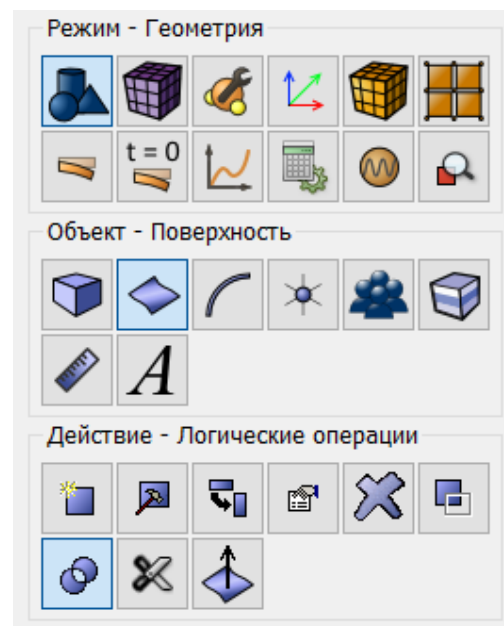 Режим - Геометрия
t = 0
Объект - Поверхность
A
Действие - Логические операции